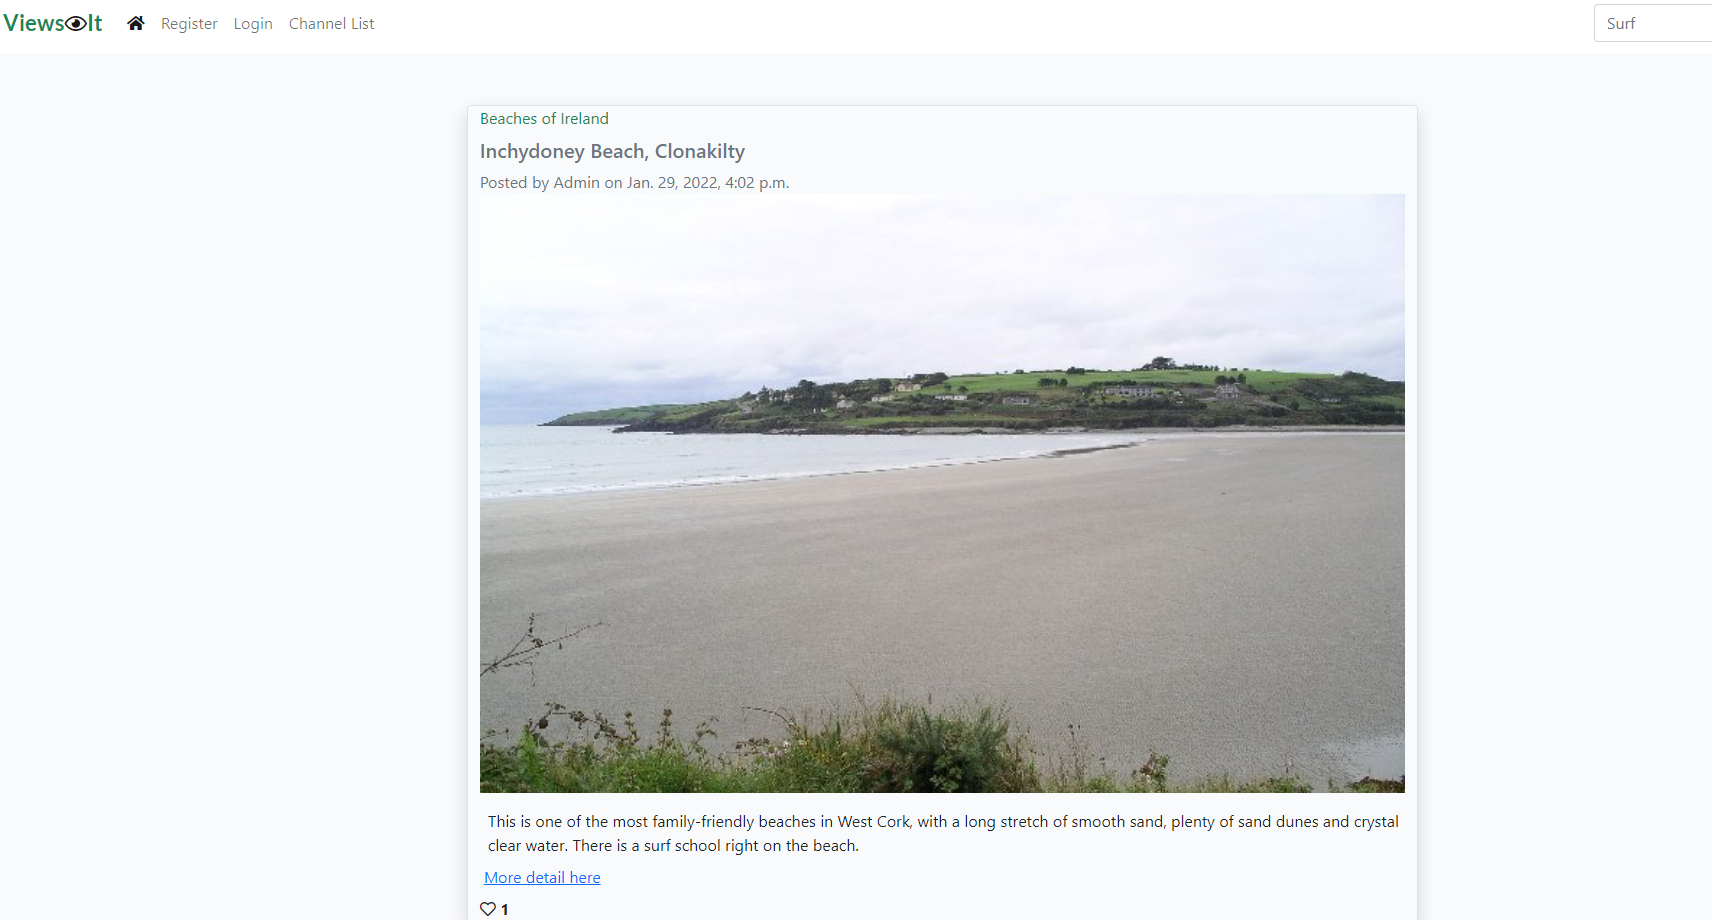 Views It
Register
Login
Channel List
Surf
Beaches of Ireland
Inchydoney Beach, Clonakilty
Posted by Admin on Jan. 29, 2022, 4:02 p.m.
This is one of the most family-friendly beaches in West Cork, with a long stretch of smooth sand, plenty of sand dunes and crystal
clear water. There is a surf school right on the beach.
More detail here
1